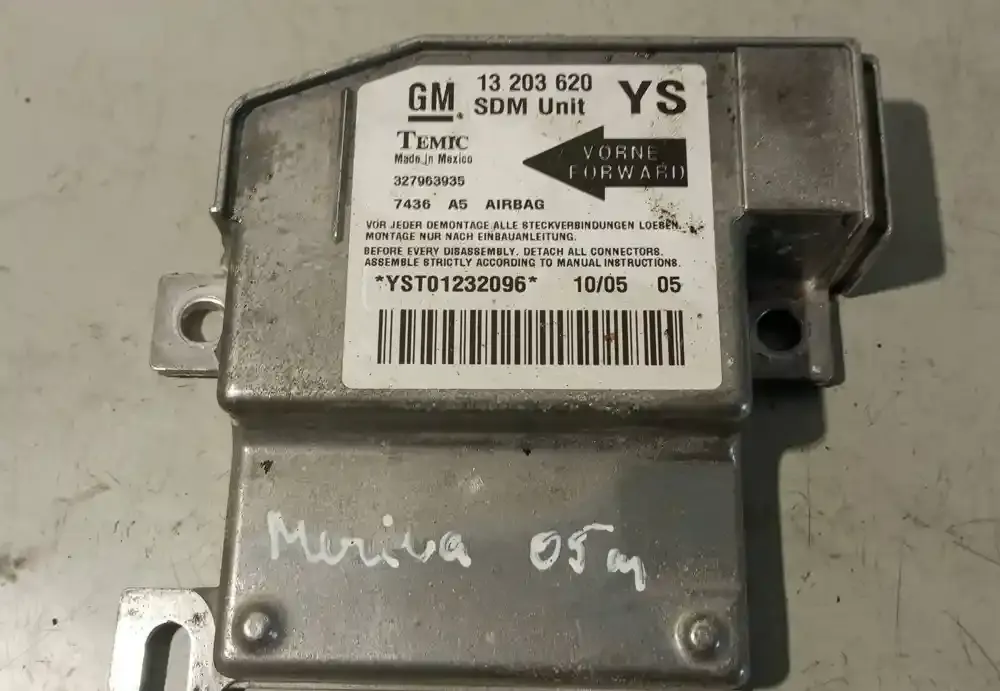 GM 13 203 620 YS
SDM Unit
TEMIC
Made in Mexico
VORNE
FORWARD
327963935
7436 A5 AIRBAG
VOR JEDER DEMONTAGE ALLE STECKVERBINDUNGEN LOESEN.
MONTAGE NUR NACH EINBAUANLEITUNG.
BEFORE EVERY DISASSEMBLY. DETACH ALL CONNECTORS.
ASSEMBLE STRICTLY ACCORDING TO MANUAL INSTRUCTIONS.
*YST01232096* 10/05 05
Meriva 05